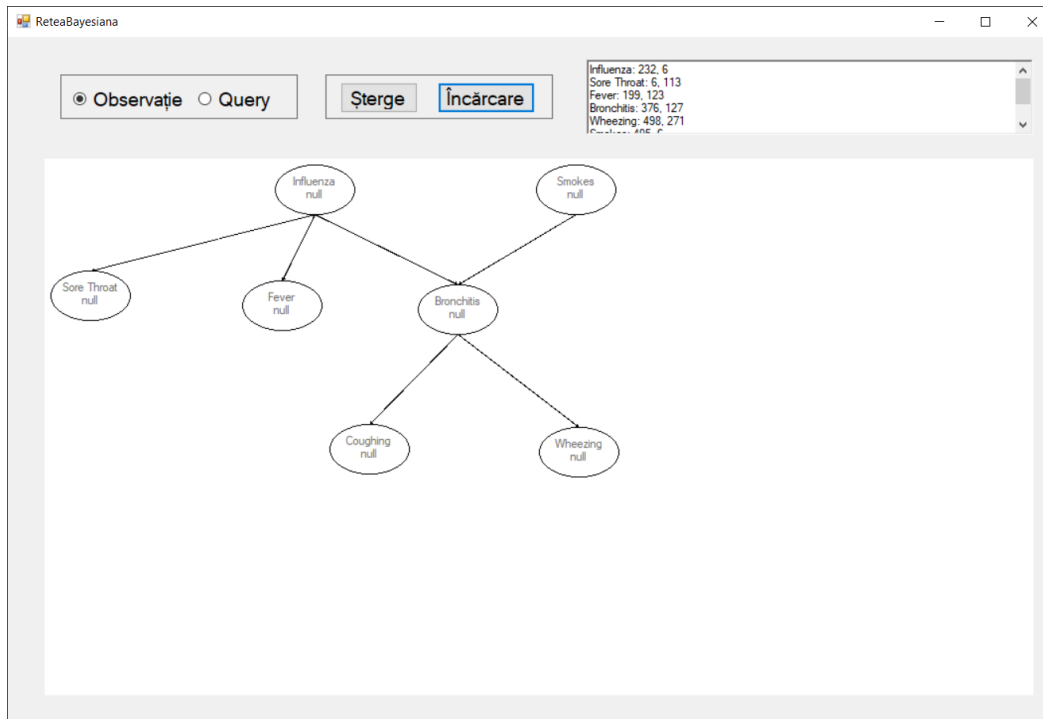 ReteaBayesiana
Observație Query
Șterge Încărcare
Influenza: 232, 6
Sore Throat: 6, 113
Fever: 199, 123
Bronchitis: 376, 127
Wheezing: 498, 271
Influenza
null
Smokes
null
Sore Throat
null
Fever
null
Bronchitis
null
Coughing
null
Wheezing
null